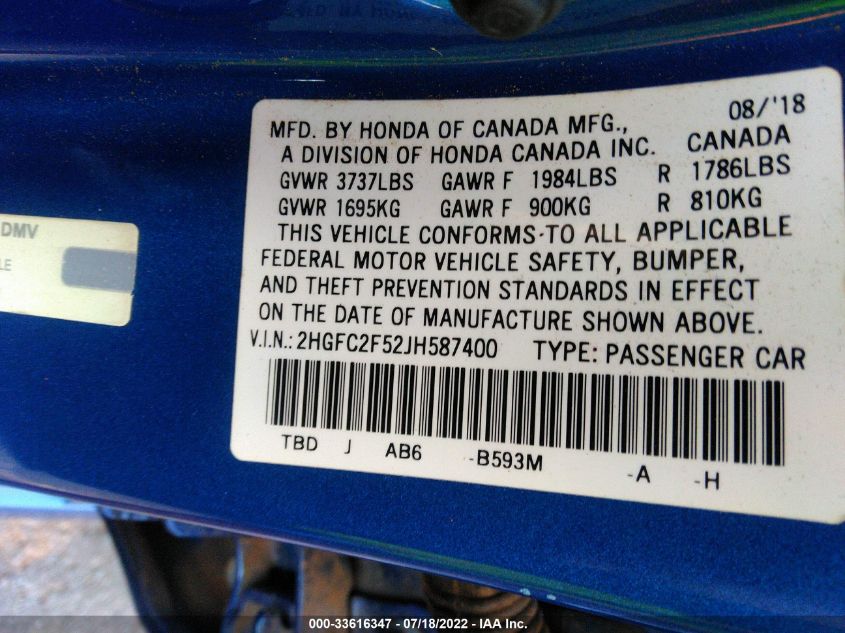 08/'18
MFD. BY HONDA OF CANADA MFG.,
A DIVISION OF HONDA CANADA INC. CANADA
GVWR 3737LBS GAWR F 1984LBS R 1786LBS
GVWR 1695KG GAWR F 900KG R 810KG
THIS VEHICLE CONFORMS TO ALL APPLICABLE
FEDERAL MOTOR VEHICLE SAFETY, BUMPER,
AND THEFT PREVENTION STANDARDS IN EFFECT
ON THE DATE OF MANUFACTURE SHOWN ABOVE.
V.I.N.: 2HGFC2F52JH587400 TYPE: PASSENGER CAR
TBD J AB6 -B593M -A -H
DMV
000-33616347 - 07/18/2022 - IAA Inc.